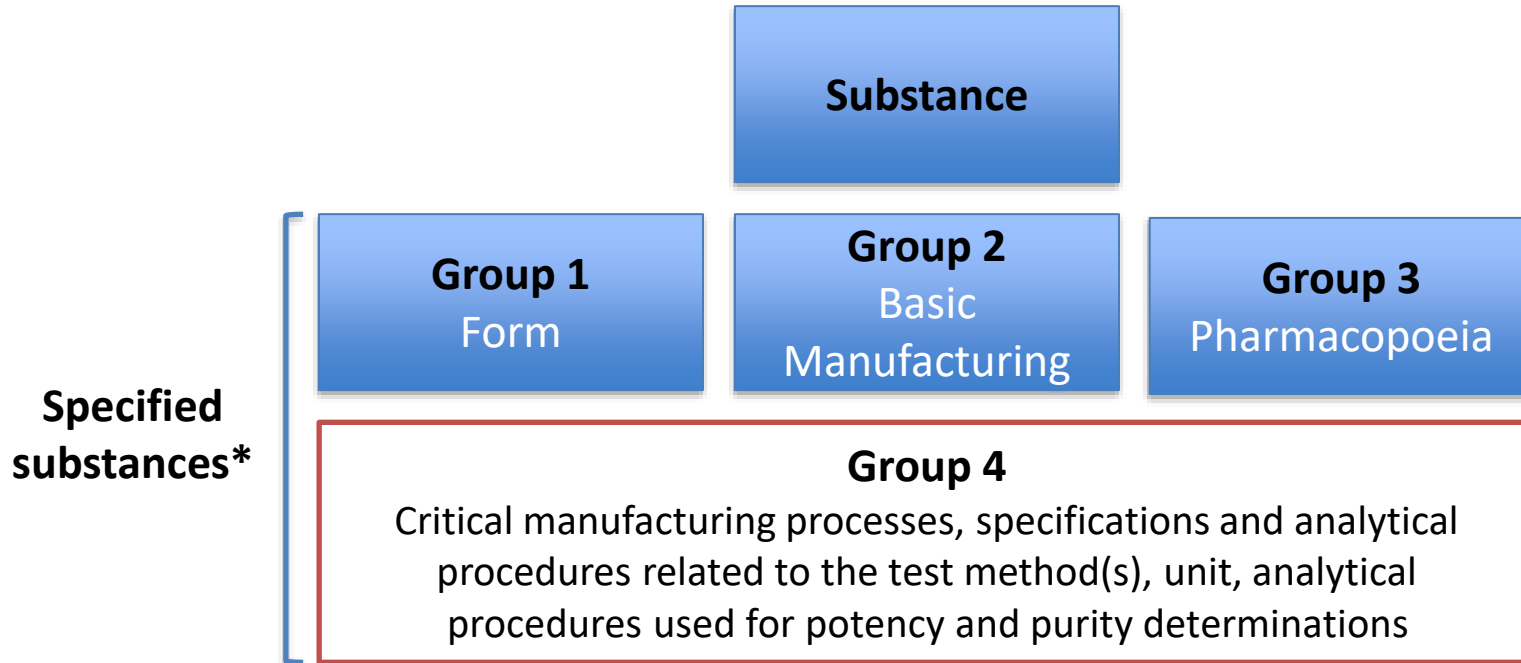 Substance
Group 1
Form
Group 2
Basic
Manufacturing
Group 3
Pharmacopoeia
Specified
substances*
Group 4
Critical manufacturing processes, specifications and analytical
procedures related to the test method(s), unit, analytical
procedures used for potency and purity determinations